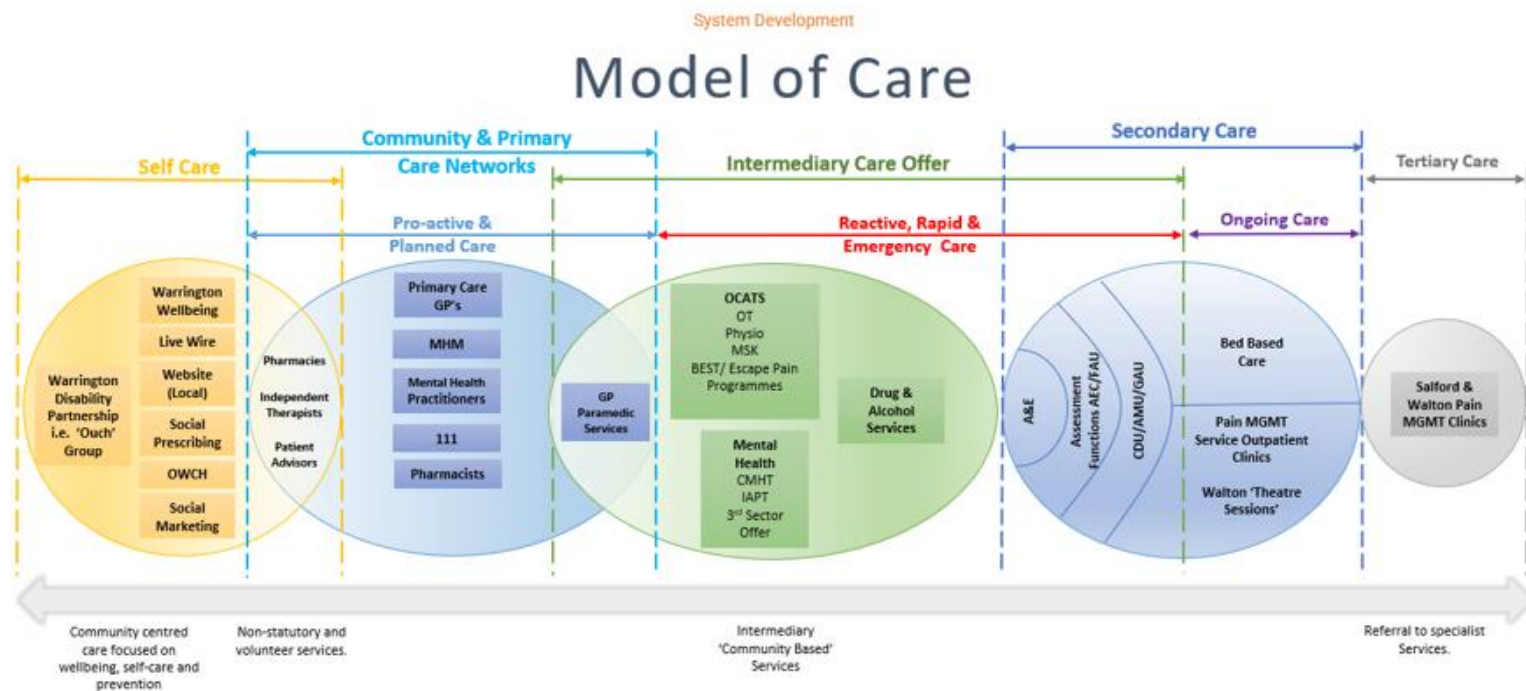 System Development
Model of Care
Self Care
Community & Primary
Care Networks
Intermediary Care Offer
Secondary Care
Tertiary Care
Pro-active &
Planned Care
Reactive, Rapid &
Emergency Care
Ongoing Care
Warrington
Disability
Partnership
i.e. 'Ouch'
Group
Warrington
Wellbeing
Live Wire
Website
(Local)
Social
Prescribing
OWCH
Social
Marketing
Pharmacies
Independent
Therapists
Patient
Advisors
Primary Care
GP's
MHM
Mental Health
Practitioners
111
Pharmacists
GP
Paramedic
Services
OCATS
OT
Physio
MSK
BEST/ Escape Pain
Programmes
Mental
Health
CMHT
IAPT
3rd Sector
Offer
Drug &
Alcohol
Services
A&E
Assessment
Functions AEC/FAU
CDU/AMU/GAU
Bed Based
Care
Pain MGMT
Service Outpatient
Clinics
Walton 'Theatre
Sessions'
Salford &
Walton Pain
MGMT Clinics
Community centred
care focused on
wellbeing, self-care and
prevention
Non-statutory and
volunteer services.
Intermediary
'Community Based'
Services
Referral to specialist
Services.